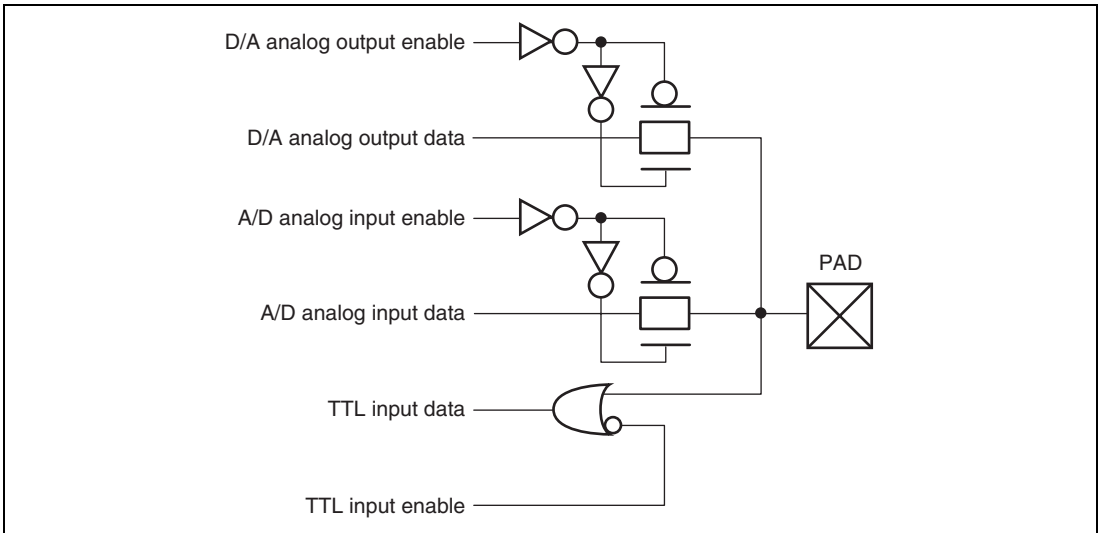 D/A analog output enable
D/A analog output data
A/D analog input enable
PAD
A/D analog input data
TTL input data
TTL input enable